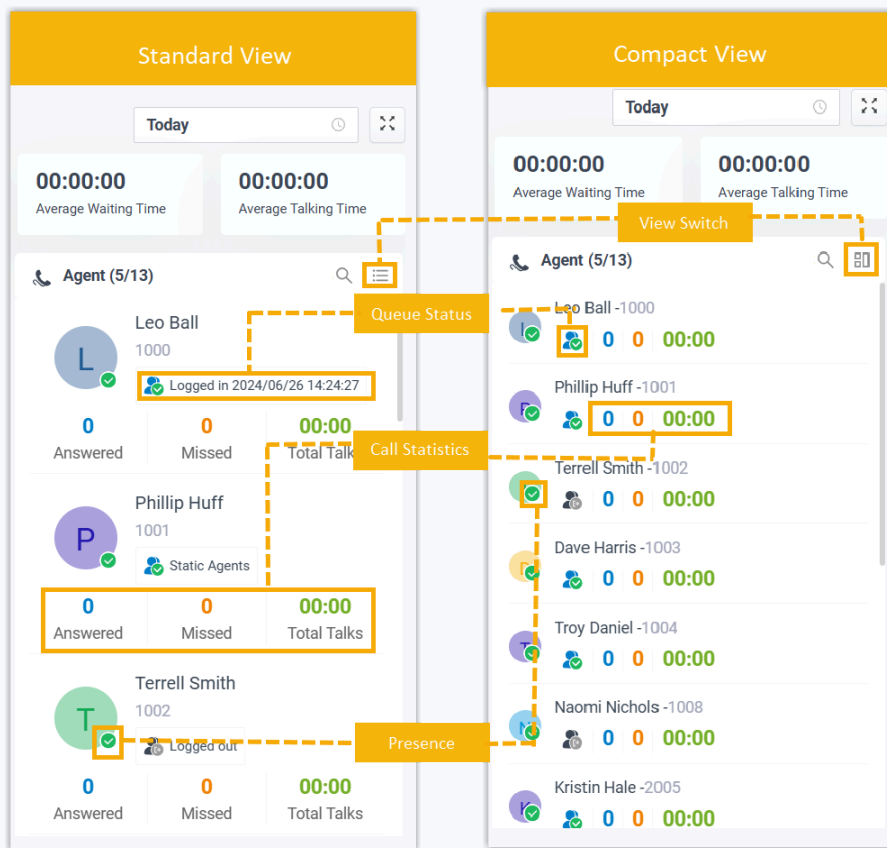 Standard View
Today
00:00:00
Average Waiting Time
00:00:00
Average Talking Time
Agent (5/13)
L
Leo Ball
1000
Logged in 2024/06/26 14:24:27
0
Answered
0
Missed
00:00
Total Talks
P
Phillip Huff
1001
Static Agents
0
Answered
0
Missed
00:00
Total Talks
T
Terrell Smith
1002
Logged out
0
Answered
0
Missed
00:00
Total Talks
View Switch
Queue Status
Call Statistics
Presence
Compact View
Today
00:00:00
Average Waiting Time
00:00:00
Average Talking Time
Agent (5/13)
L
Leo Ball -1000
0 0 00:00
P
Phillip Huff -1001
0 0 00:00
Terrell Smith -1002
0 0 00:00
D
Dave Harris -1003
0 0 00:00
T
Troy Daniel -1004
0 0 00:00
N
Naomi Nichols -1008
0 0 00:00
K
Kristin Hale -2005
0 0 00:00